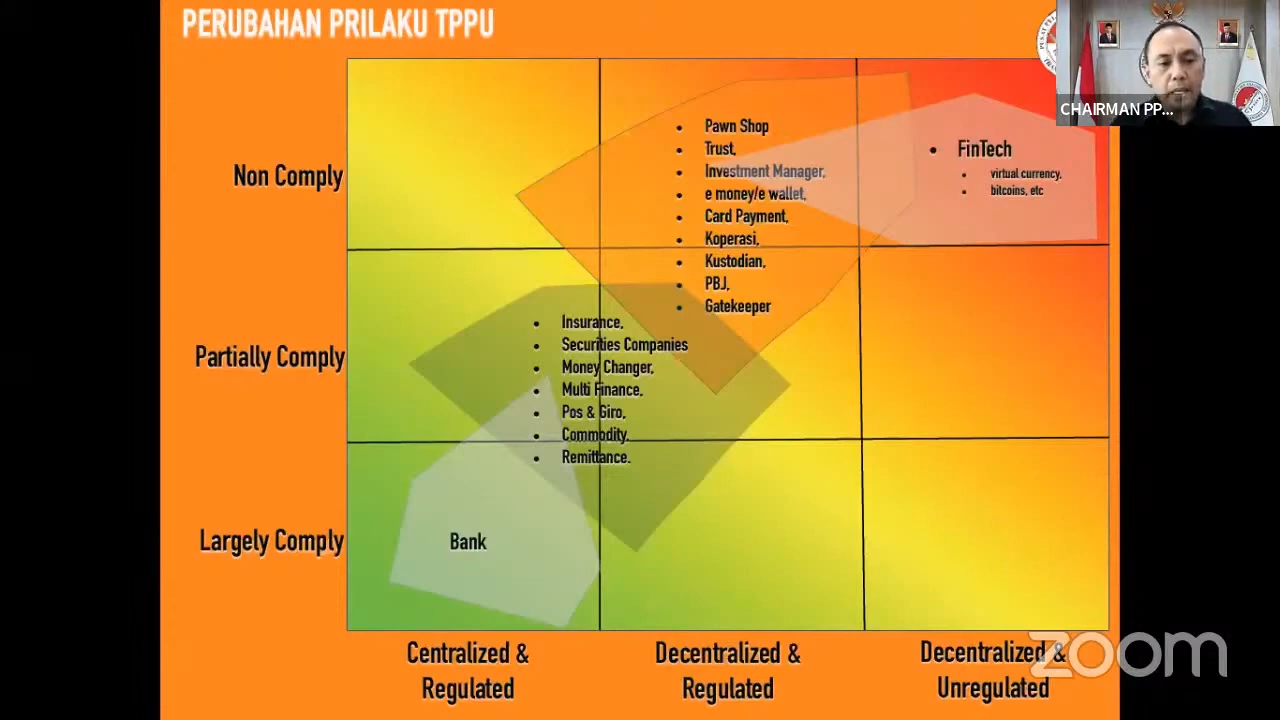 PERUBAHAN PRILAKU TPPU
CHAIRMAN PP...
Non Comply
Pawn Shop
Trust,
Investment Manager,
e money/e wallet,
Card Payment,
Koperasi,
Kustodian,
PBJ,
Gatekeeper
FinTech
virtual currency,
bitcoins, etc
Partially Comply
Insurance,
Securities Companies
Money Changer,
Multi Finance,
Pos & Giro,
Commodity,
Remittance.
Largely Comply
Bank
Centralized &
Regulated
Decentralized &
Regulated
Decentralized &
Unregulated
zoom